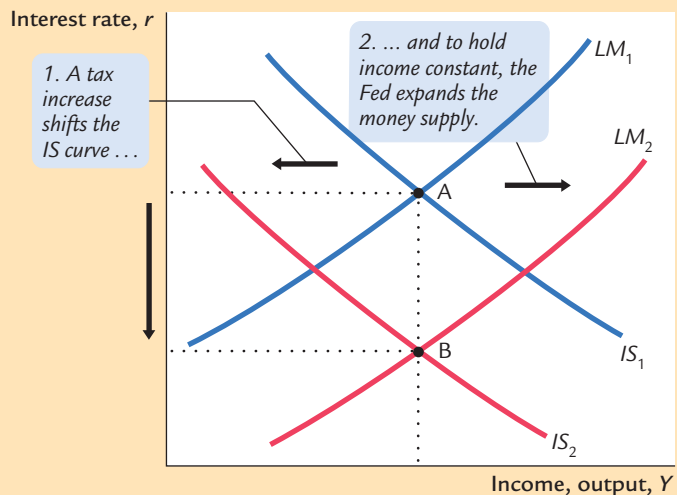 Interest rate, r
1. A tax
increase
shifts the
IS curve …
2. … and to hold
income constant, the
Fed expands the
money supply.
LM₁
LM₂
A
B
IS₁
IS₂
Income, output, Y